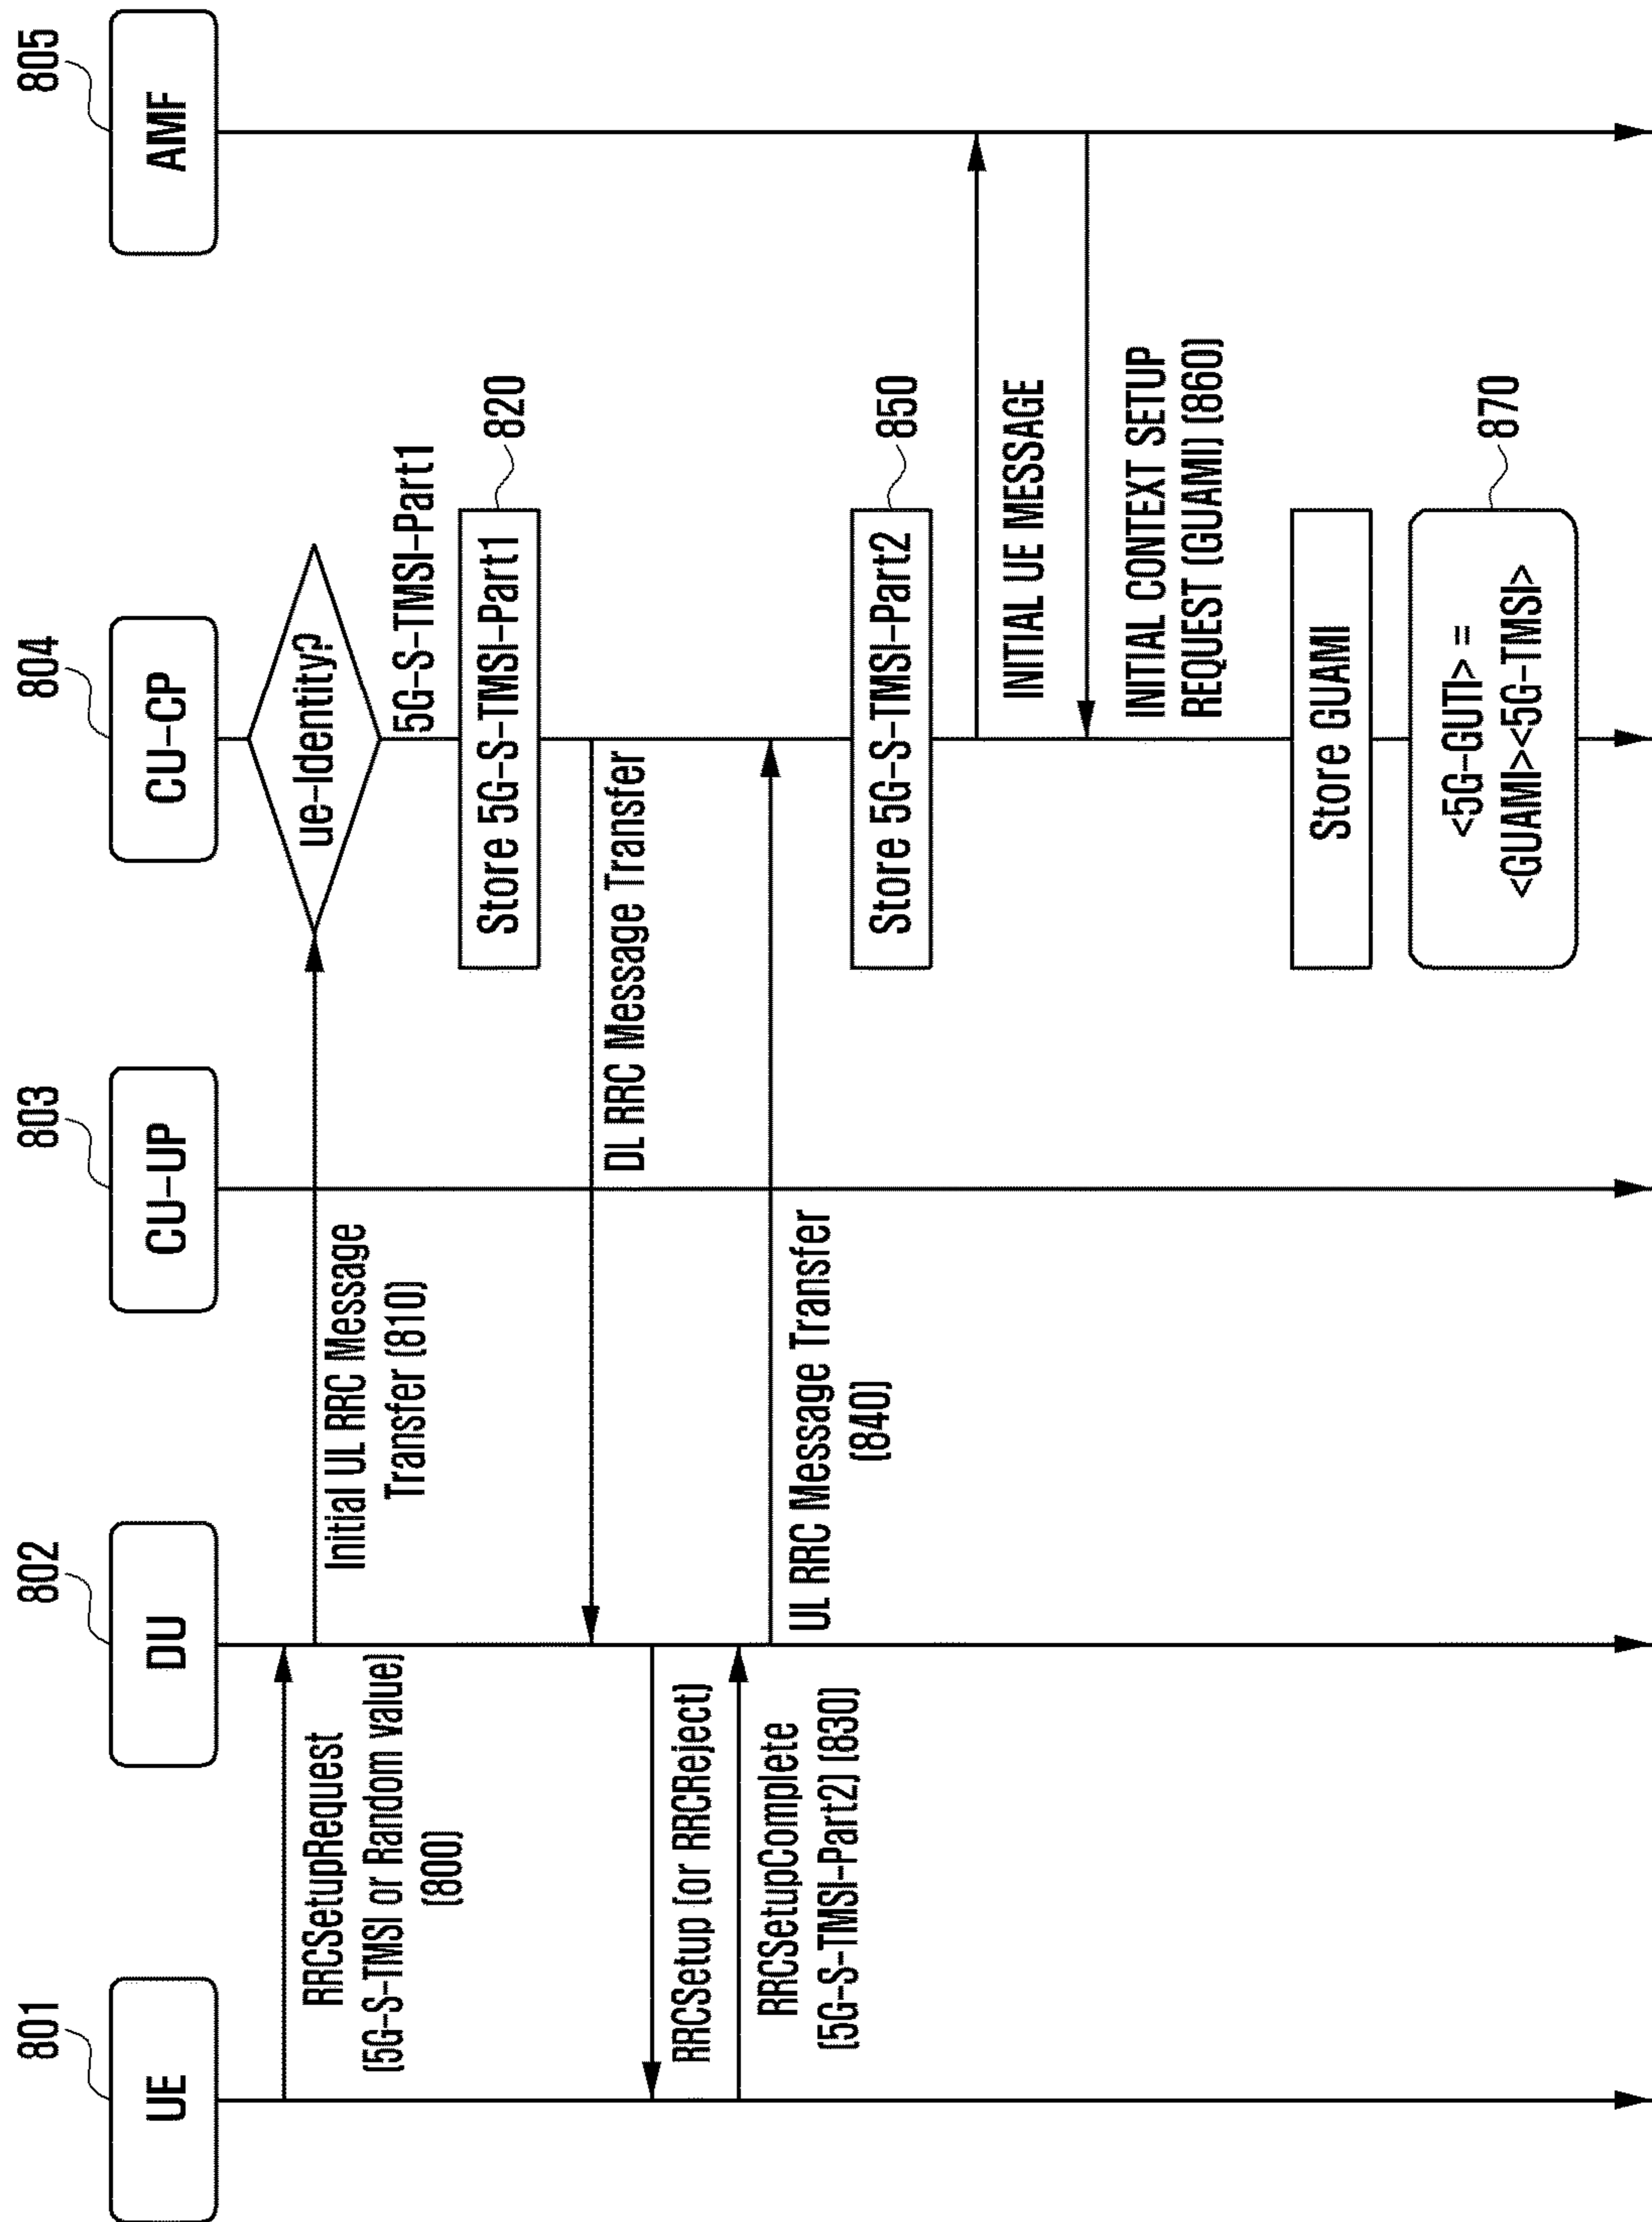 801
802
803
804
805
UE
DU
CU-UP
CU-CP
AMF
RRCSetupRequest
(5G-S-TMSI or Random value)
(800)
Initial UL RRC Message
Transfer (810)
ue-Identity?
5G-S-TMSI-Part1
Store 5G-S-TMSI-Part1
820
DL RRC Message Transfer
RRCSetup (or RRCReject)
RRCSetupComplete
(5G-S-TMSI-Part2) (830)
UL RRC Message Transfer
(840)
Store 5G-S-TMSI-Part2
850
INITIAL UE MESSAGE
INITIAL CONTEXT SETUP
REQUEST (GUAMI) (860)
Store GUAMI
<5G-GUTI> =
<GUAMI><5G-TMSI>
870